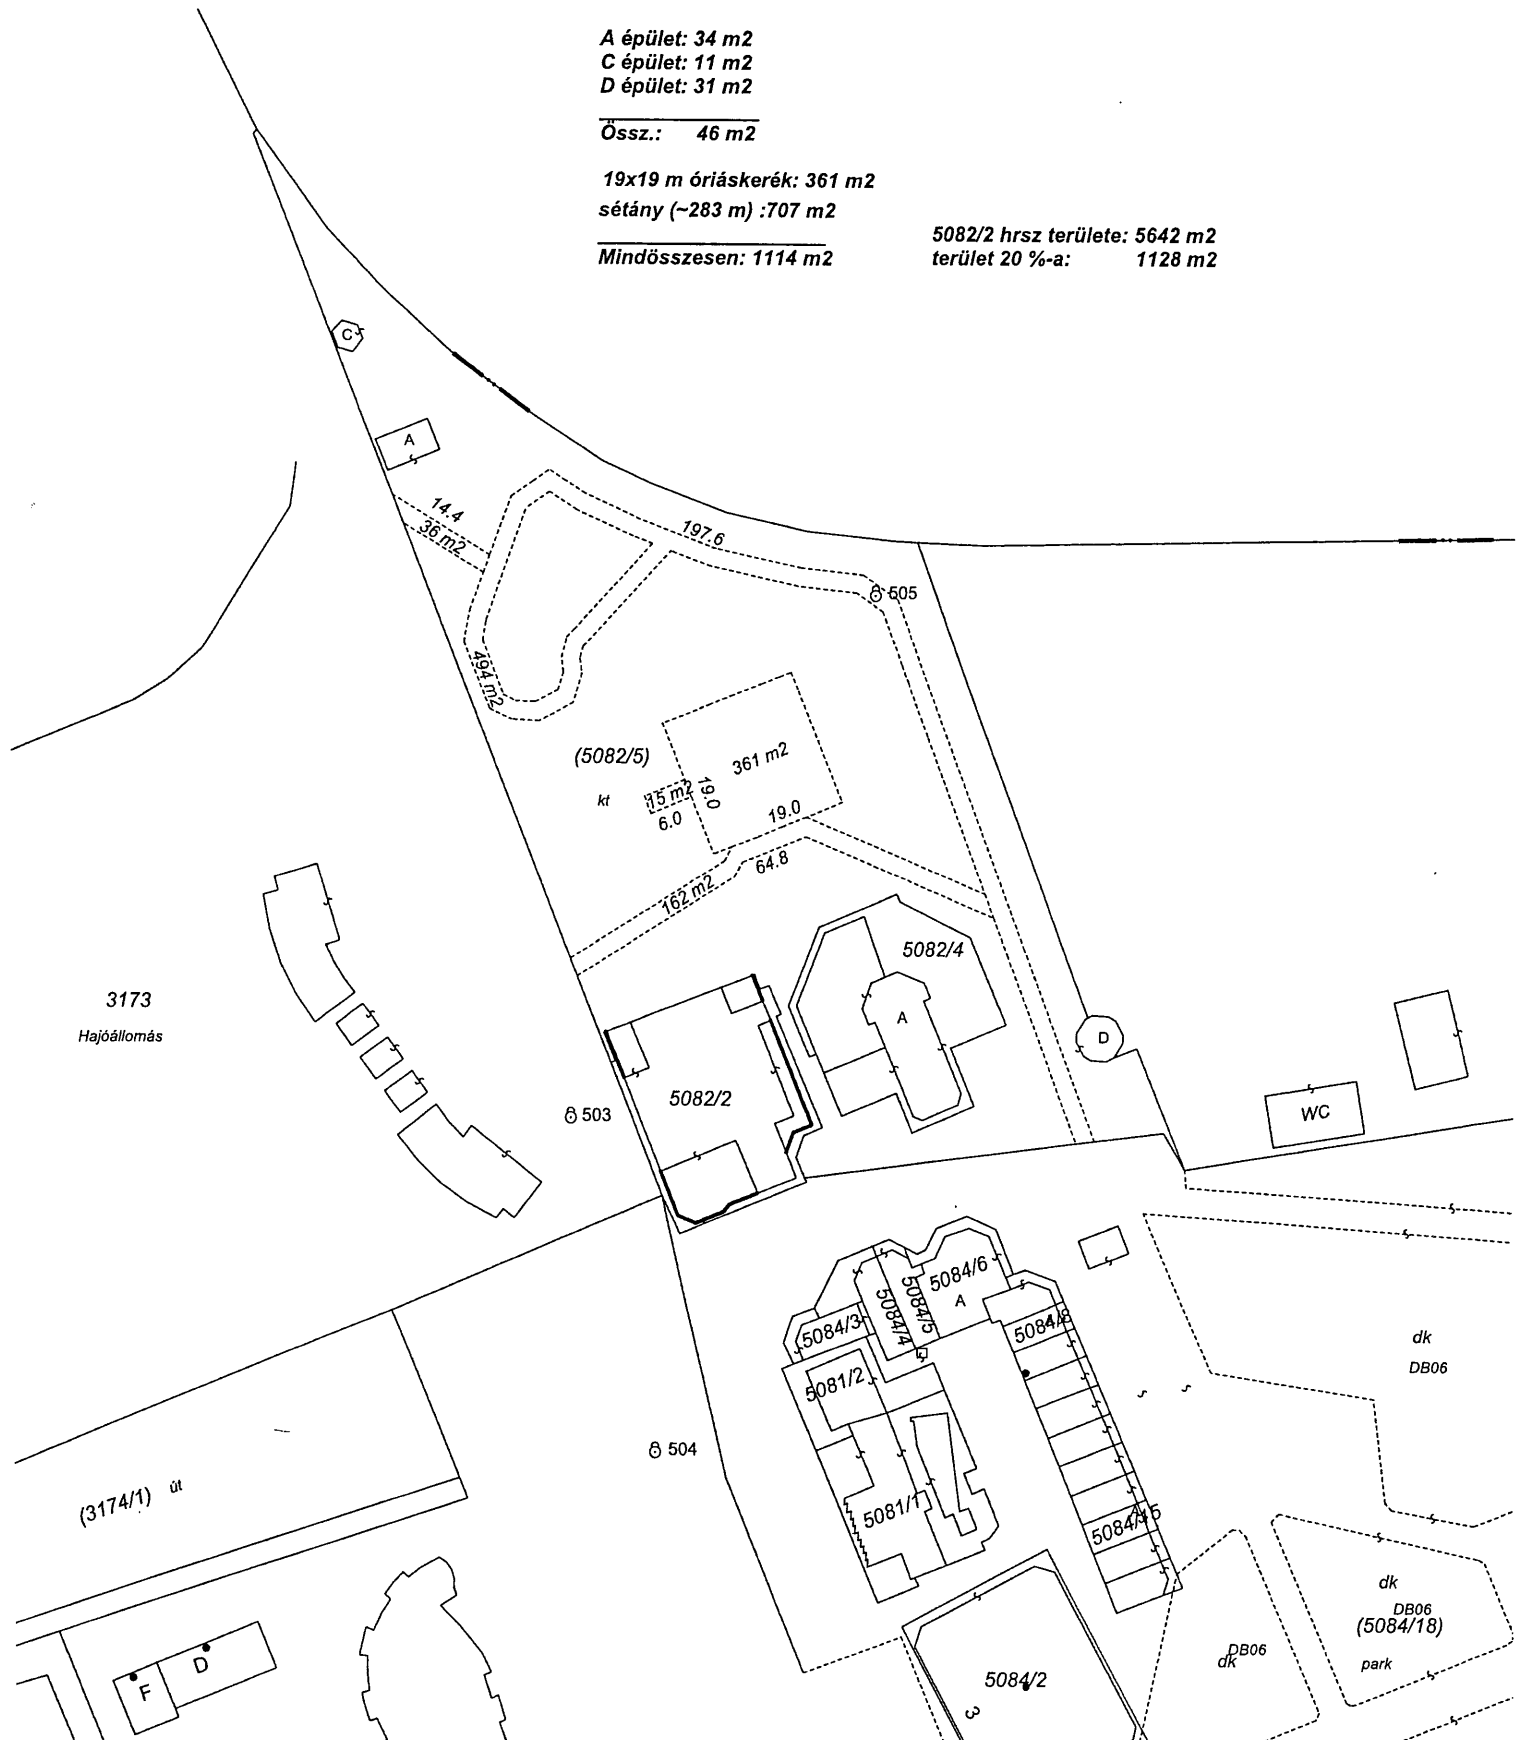 A épület: 34 m2
C épület: 11 m2
D épület: 31 m2
Össz.: 46 m2
19x19 m óriáskerék: 361 m2
sétány (~283 m) :707 m2
Mindösszesen: 1114 m2
5082/2 hrsz területe: 5642 m2
terület 20 %-a: 1128 m2
C
A
14.4
36 m2
197.6
505
494 m2
(5082/5)
kt
361 m2
15 m2
19.0
6.0
19.0
64.8
162 m2
5082/4
A
3173
Hajóállomás
D
5082/2
503
WC
5084/6
A
5084/5
5084/4
5084/3
5084/8
5081/2
dk
DB06
504
(3174/1) út
5081/1
5084/15
dk
DB06
(5084/18)
park
DB06
dk
D
F
5084/2
3